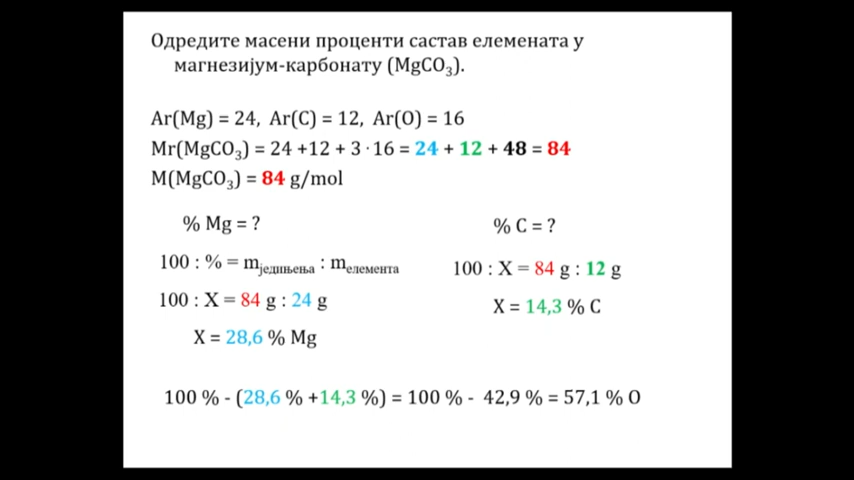 Одредите масени проценти састав елемената у
магнезијум-карбонату (MgCO₃).
Ar(Mg) = 24, Ar(C) = 12, Ar(O) = 16
Mr(MgCO₃) = 24 +12 + 3 · 16 = 24 + 12 + 48 = 84
M(MgCO₃) = 84 g/mol
% Mg = ?
100 : % = mједињења : mелемента
100 : X = 84 g : 24 g
X = 28,6 % Mg
% C = ?
100 : X = 84 g : 12 g
X = 14,3 % C
100 % - (28,6 % +14,3 %) = 100 % - 42,9 % = 57,1 % O